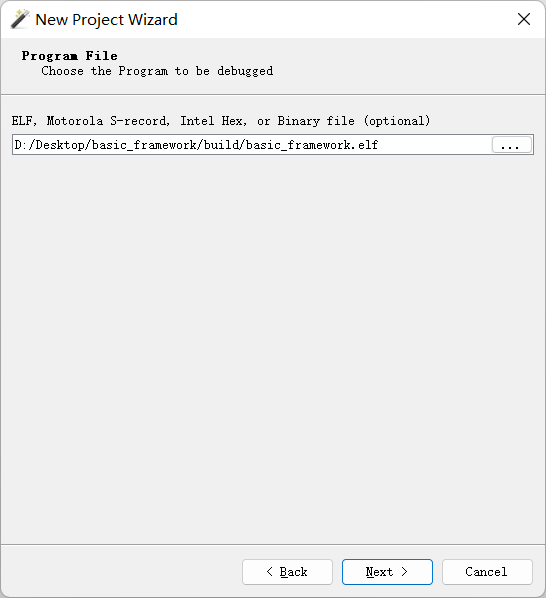 New Project Wizard
Program File
Choose the Program to be debugged
ELF, Motorola S-record, Intel Hex, or Binary file (optional)
D:/Desktop/basic_framework/build/basic_framework.elf
...
< Back
Next >
Cancel